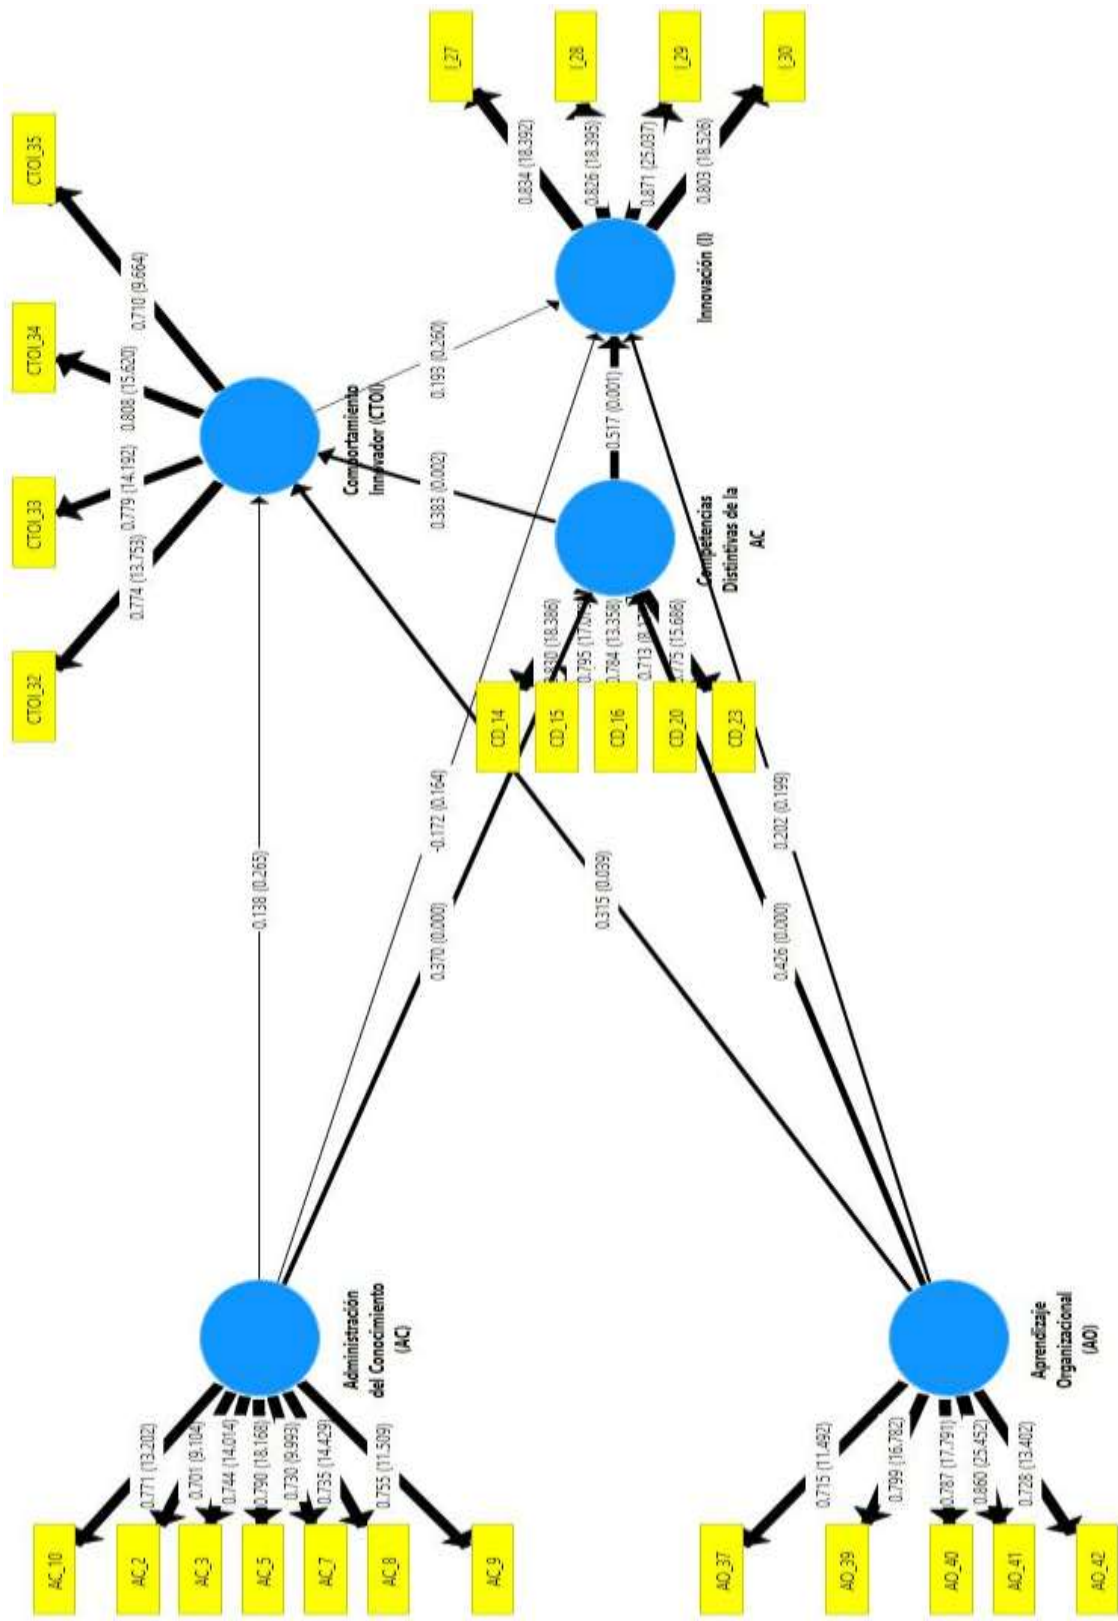 CTOI_32
CTOI_33
CTOI_34
CTOI_35
0.774 (13.753)
0.779 (14.192)
0.808 (15.620)
0.710 (9.664)
Comportamiento
Innovador (CTOI)
AC_10
AC_2
AC_3
AC_5
AC_7
AC_8
AC_9
0.771 (13.202)
0.701 (9.104)
0.744 (14.014)
0.790 (18.168)
0.730 (9.993)
0.735 (14.429)
0.755 (11.509)
Administración
del Conocimiento
(AC)
0.138 (0.265)
-0.172 (0.164)
0.370 (0.000)
0.383 (0.002)
0.193 (0.260)
I_27
I_28
I_29
I_30
0.834 (18.392)
0.826 (18.395)
0.871 (25.037)
0.803 (18.526)
Innovación (I)
0.517 (0.001)
CD_14
CD_15
CD_16
CD_20
CD_23
(18.386)
0.795
0.784 (13.358)
0.713
0.775 (15.686)
Competencias
Distintivas de la
AC
0.315 (0.039)
0.426 (0.000)
0.202 (0.199)
AO_37
AO_39
AO_40
AO_41
AO_42
0.715 (11.492)
0.799 (16.782)
0.787 (17.791)
0.860 (25.452)
0.728 (13.402)
Aprendizaje
Organizacional
(AO)